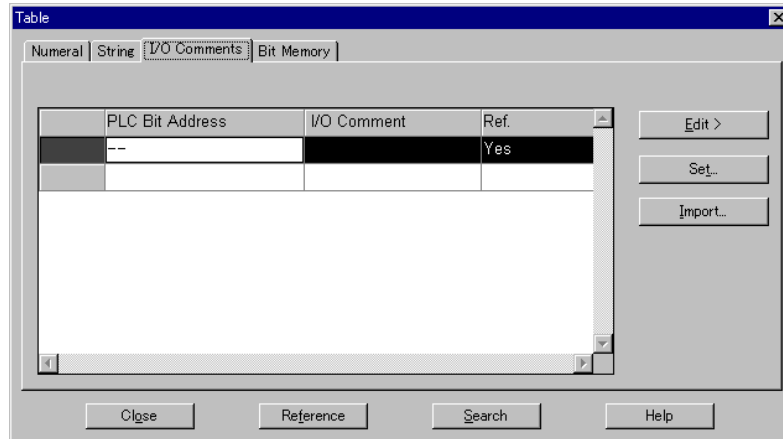 Table
Numeral String I/O Comments Bit Memory
PLC Bit Address I/O Comment Ref.
-- Yes
Edit >
Set...
Import...
Close Reference Search Help